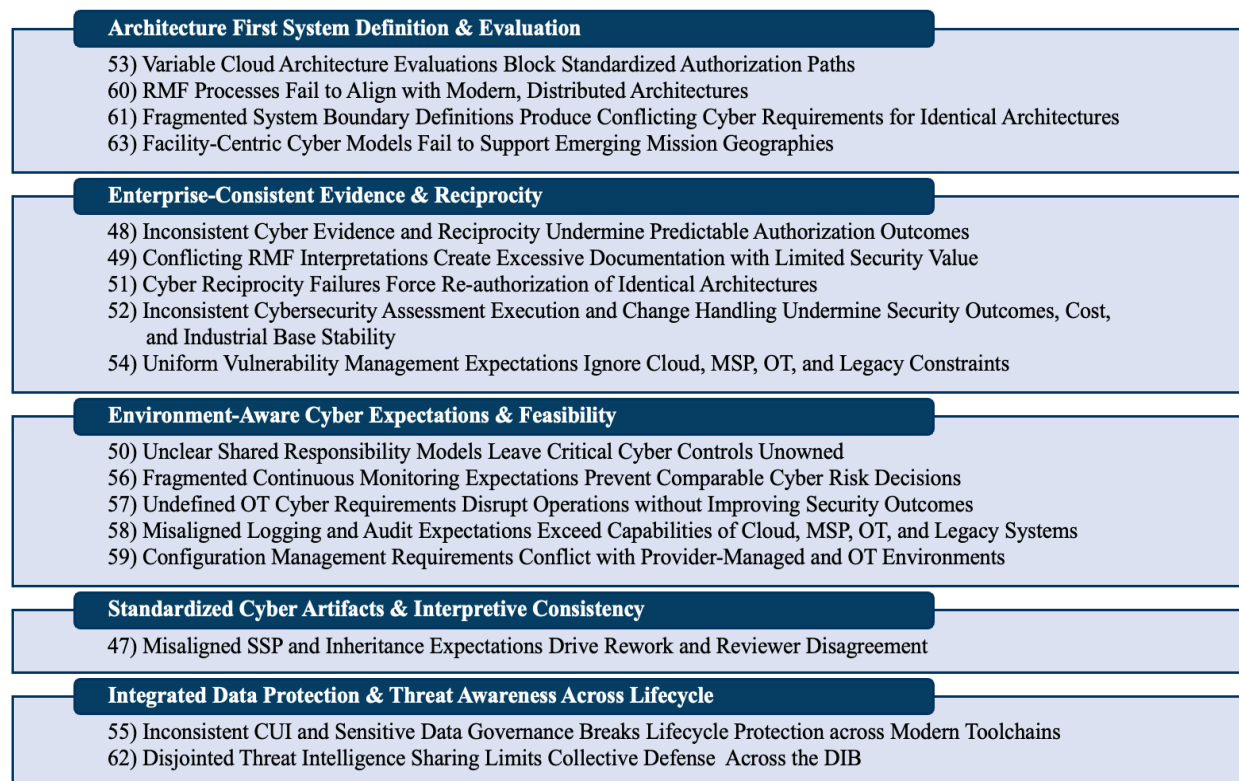 Architecture First System Definition & Evaluation
53) Variable Cloud Architecture Evaluations Block Standardized Authorization Paths
60) RMF Processes Fail to Align with Modern, Distributed Architectures
61) Fragmented System Boundary Definitions Produce Conflicting Cyber Requirements for Identical Architectures
63) Facility-Centric Cyber Models Fail to Support Emerging Mission Geographies
Enterprise-Consistent Evidence & Reciprocity
48) Inconsistent Cyber Evidence and Reciprocity Undermine Predictable Authorization Outcomes
49) Conflicting RMF Interpretations Create Excessive Documentation with Limited Security Value
51) Cyber Reciprocity Failures Force Re-authorization of Identical Architectures
52) Inconsistent Cybersecurity Assessment Execution and Change Handling Undermine Security Outcomes, Cost,
and Industrial Base Stability
54) Uniform Vulnerability Management Expectations Ignore Cloud, MSP, OT, and Legacy Constraints
Environment-Aware Cyber Expectations & Feasibility
50) Unclear Shared Responsibility Models Leave Critical Cyber Controls Unowned
56) Fragmented Continuous Monitoring Expectations Prevent Comparable Cyber Risk Decisions
57) Undefined OT Cyber Requirements Disrupt Operations without Improving Security Outcomes
58) Misaligned Logging and Audit Expectations Exceed Capabilities of Cloud, MSP, OT, and Legacy Systems
59) Configuration Management Requirements Conflict with Provider-Managed and OT Environments
Standardized Cyber Artifacts & Interpretive Consistency
47) Misaligned SSP and Inheritance Expectations Drive Rework and Reviewer Disagreement
Integrated Data Protection & Threat Awareness Across Lifecycle
55) Inconsistent CUI and Sensitive Data Governance Breaks Lifecycle Protection across Modern Toolchains
62) Disjointed Threat Intelligence Sharing Limits Collective Defense Across the DIB